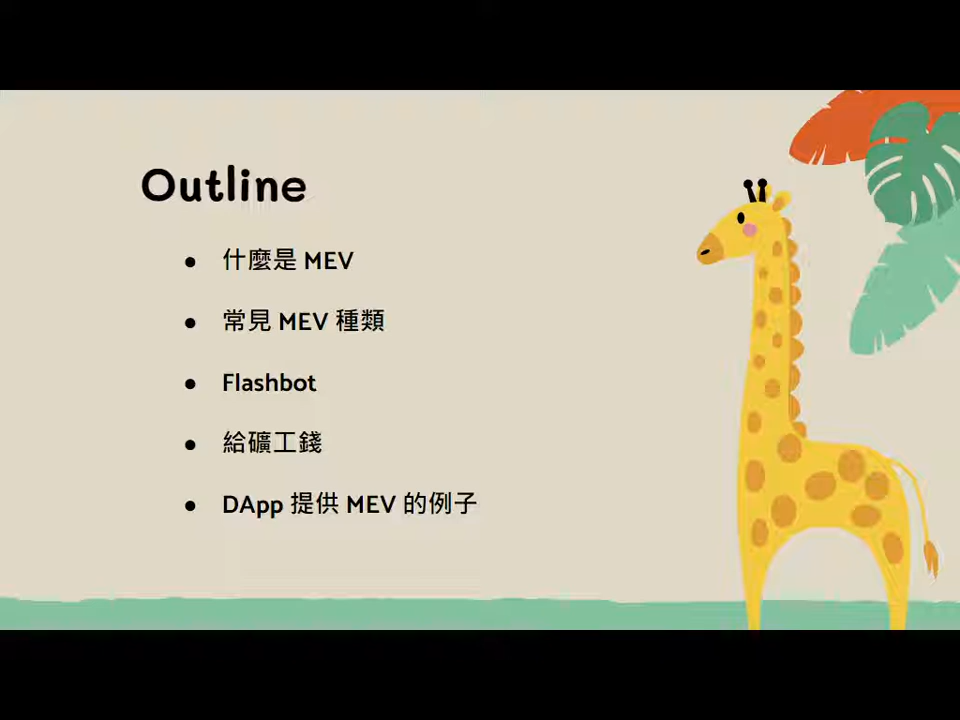 Outline
● 什麼是 MEV
● 常見 MEV 種類
● Flashbot
● 給礦工錢
● DApp 提供 MEV 的例子